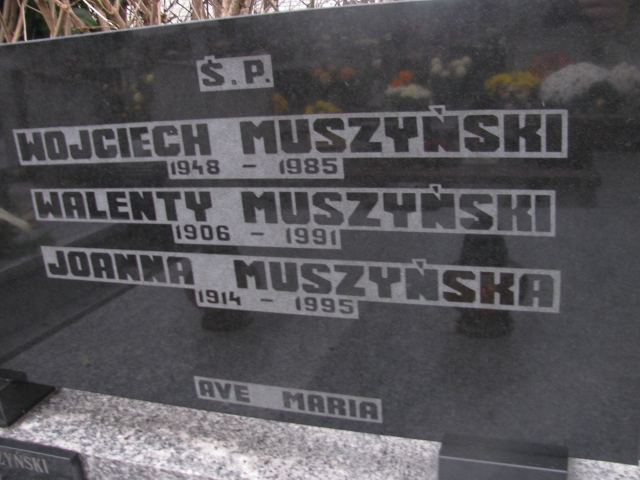 Ś.P.
WOJCIECH MUSZYŃSKI
1948 - 1985
WALENTY MUSZYŃSKI
1906 - 1991
JOANNA MUSZYŃSKA
1914 - 1995
AVE MARIA